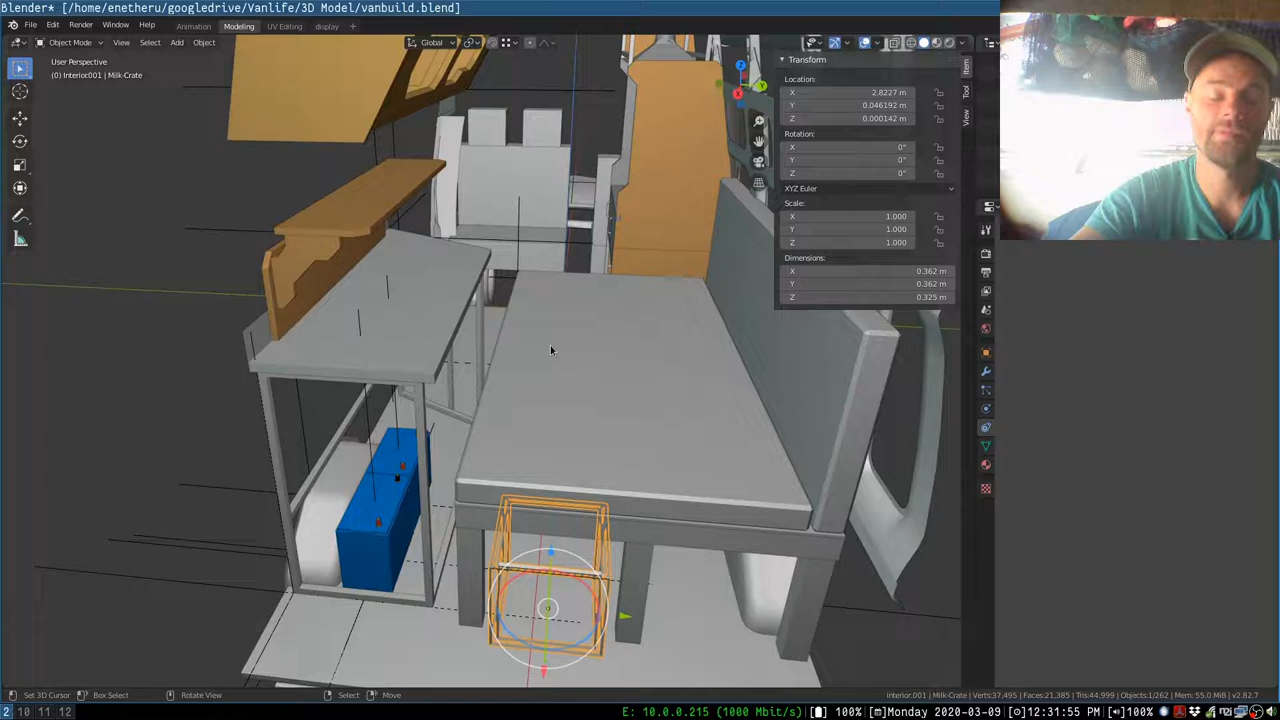 Blender* [/home/enetheru/googledrive/Vanlife/3D Model/vanbuild.blend]
File Edit Render Window Help Animation Modeling UV Editing display +
Object Mode View Select Add Object Global
User Perspective
(0) Interior.001 | Milk-Crate
Transform
Location:
X 2.8227 m
Y 0.046192 m
Z 0.000142 m
Rotation:
X 0°
Y 0°
Z 0°
XYZ Euler
Scale:
X 1.000
Y 1.000
Z 1.000
Dimensions:
X 0.362 m
Y 0.362 m
Z 0.325 m
Item
Tool
View
Z
Y
X
Set 3D Cursor Box Select Rotate View Select Move Interior.001 | Milk-Crate | Verts:37,495 | Faces:21,385 | Tris:44,999 | Objects:1/262 | Mem: 55.0 MiB | v2.82.7
2 10 11 12 E: 10.0.0.215 (1000 Mbit/s) 100% Monday 2020-03-09 12:31:55 100%